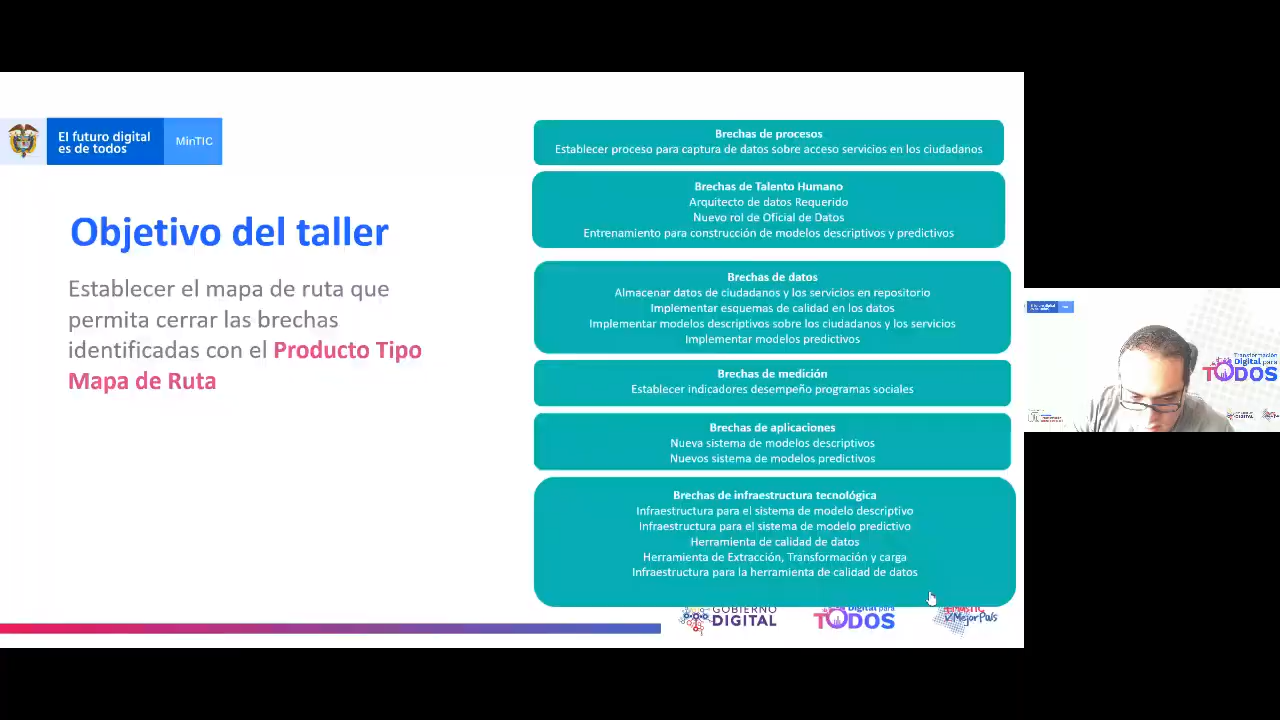 El futuro digital
es de todos
MinTIC
Objetivo del taller
Establecer el mapa de ruta que
permita cerrar las brechas
identificadas con el Producto Tipo
Mapa de Ruta
Brechas de procesos
Establecer proceso para captura de datos sobre acceso servicios en los ciudadanos
Brechas de Talento Humano
Arquitecto de datos Requerido
Nuevo rol de Oficial de Datos
Entrenamiento para construcción de modelos descriptivos y predictivos
Brechas de datos
Almacenar datos de ciudadanos y los servicios en repositorio
Implementar esquemas de calidad en los datos
Implementar modelos descriptivos sobre los ciudadanos y los servicios
Implementar modelos predictivos
Brechas de medición
Establecer indicadores desempeño programas sociales
Brechas de aplicaciones
Nueva sistema de modelos descriptivos
Nuevos sistema de modelos predictivos
Brechas de infraestructura tecnológica
Infraestructura para el sistema de modelo descriptivo
Infraestructura para el sistema de modelo predictivo
Herramienta de calidad de datos
Herramienta de Extracción, Transformación y carga
Infraestructura para la herramienta de calidad de datos
GOBIERNO
DIGITAL
Digital para
TODOS
#MásTIC
MejorPaís
Transformación
Digital para
TODOS